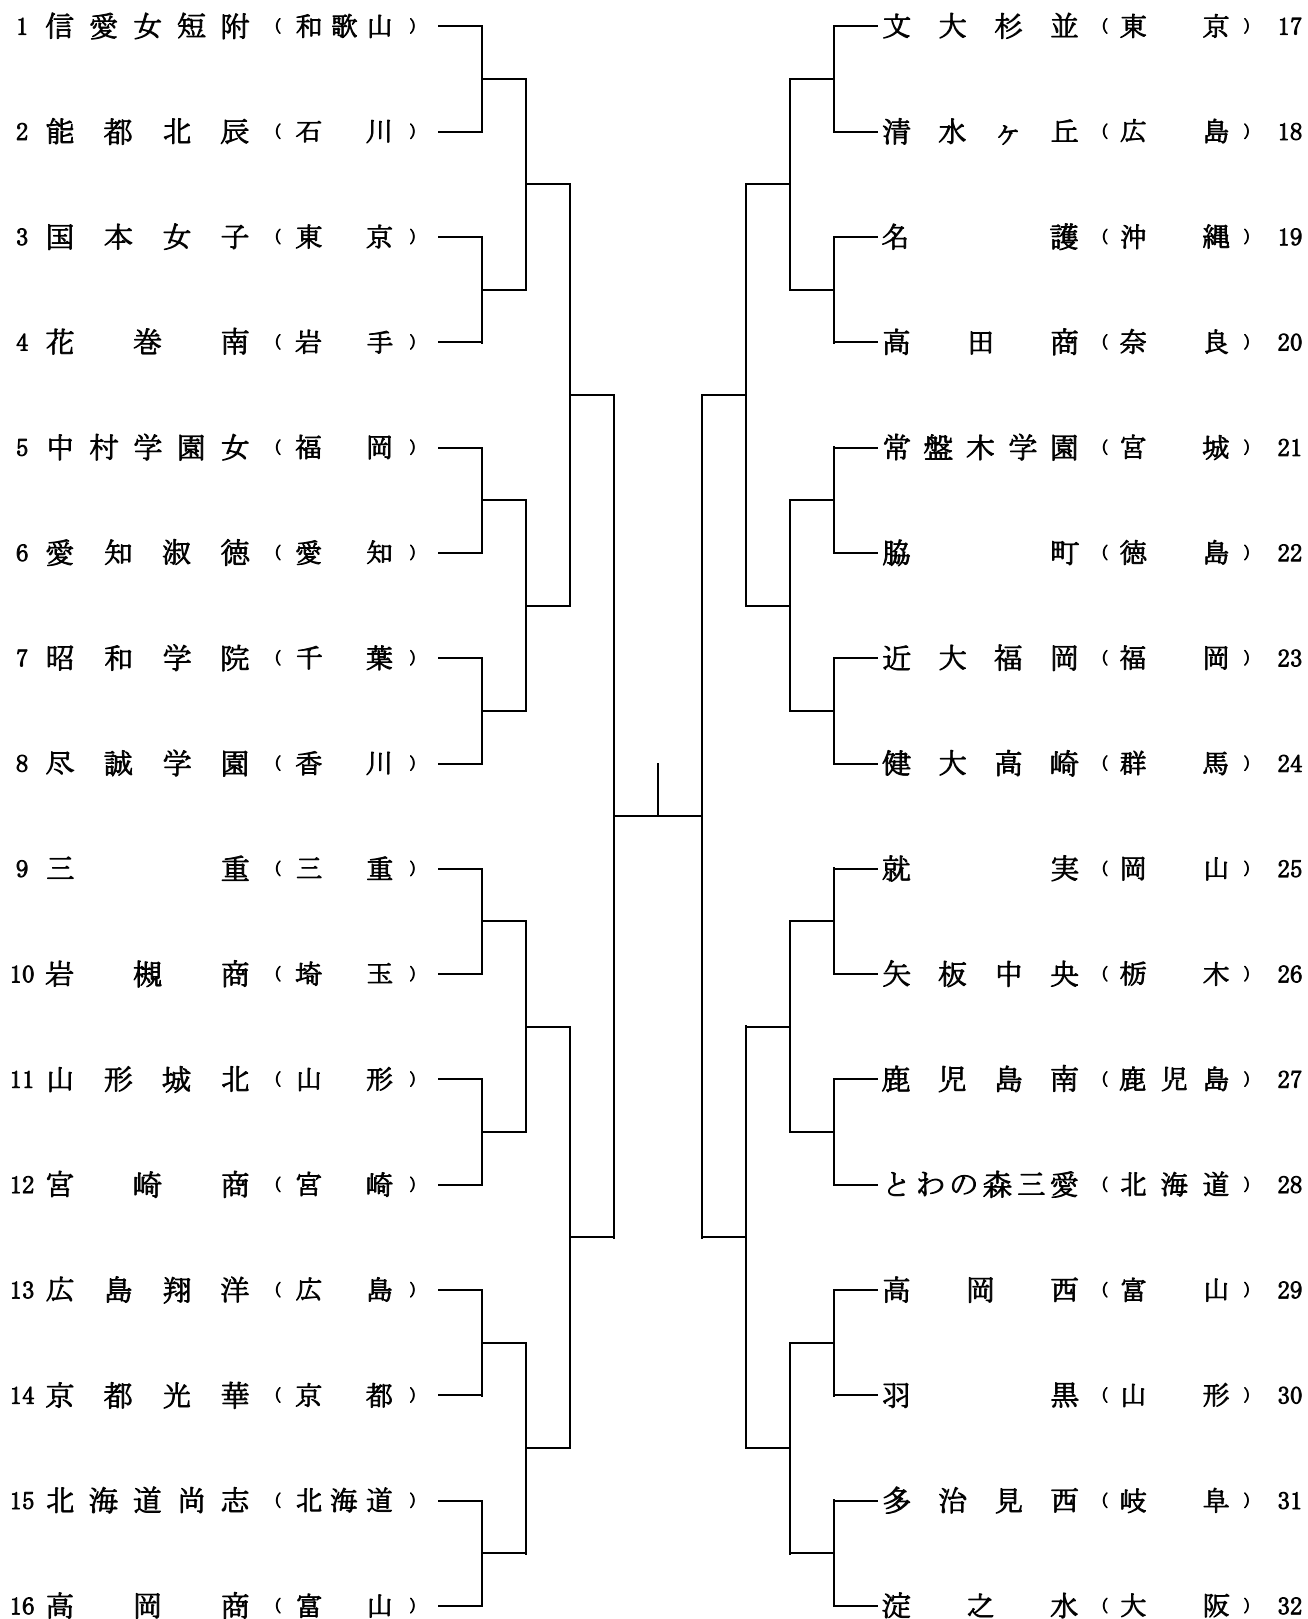 1 信愛女短附（和歌山）
2 能都北辰（石川）
3 国本女子（東京）
4 花巻南（岩手）
5 中村学園女（福岡）
6 愛知淑徳（愛知）
7 昭和学院（千葉）
8 尽誠学園（香川）
9 三重（三重）
10 岩槻商（埼玉）
11 山形城北（山形）
12 宮崎商（宮崎）
13 広島翔洋（広島）
14 京都光華（京都）
15 北海道尚志（北海道）
16 高岡商（富山）
文大杉並（東京） 17
清水ヶ丘（広島） 18
名護（沖縄） 19
高田商（奈良） 20
常盤木学園（宮城） 21
脇町（徳島） 22
近大福岡（福岡） 23
健大高崎（群馬） 24
就実（岡山） 25
矢板中央（栃木） 26
鹿児島南（鹿児島） 27
とわの森三愛（北海道） 28
高岡西（富山） 29
羽黒（山形） 30
多治見西（岐阜） 31
淀之水（大阪） 32